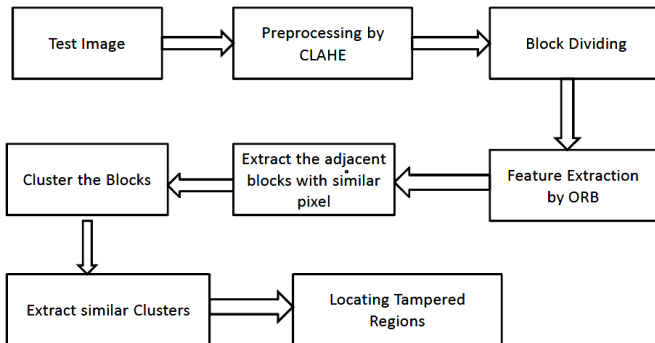 Test Image
Preprocessing by
CLAHE
Block Dividing
Feature Extraction
by ORB
Extract the adjacent
blocks with similar
pixel
Cluster the Blocks
Extract similar Clusters
Locating Tampered
Regions